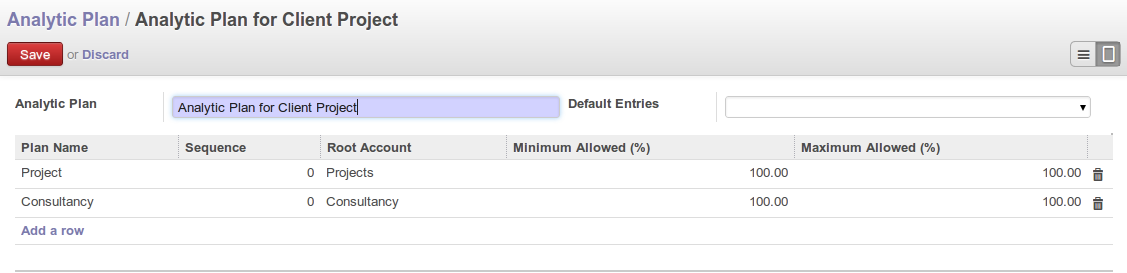 Analytic Plan / Analytic Plan for Client Project
Save or Discard
Analytic Plan Analytic Plan for Client Project Default Entries
Plan Name Sequence Root Account Minimum Allowed (%) Maximum Allowed (%)
Project 0 Projects 100.00 100.00
Consultancy 0 Consultancy 100.00 100.00
Add a row